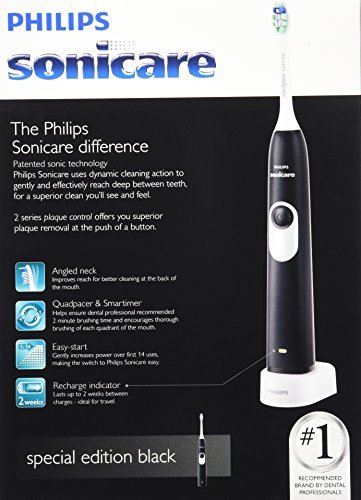 PHILIPS
sonicare
The Philips
Sonicare difference
Patented sonic technology
Philips Sonicare uses dynamic cleaning action to
gently and effectively reach deep between teeth,
for a superior clean you'll see and feel.
2 series plaque control offers you superior
plaque removal at the push of a button.
Angled neck
Improves reach for better cleaning at the back of
the mouth.
Quadpacer & Smartimer
Helps ensure dental professional recommended
2 minute brushing time and encourages thorough
brushing of each quadrant of the mouth.
1-14
Easy-start
Gently increases power over first 14 uses,
making the switch to Philips Sonicare easy.
2 weeks
Recharge indicator
Lasts up to 2 weeks between
charges - ideal for travel.
special edition black
PHILIPS
sonicare
PHILIPS
#1
RECOMMENDED
BRAND BY DENTAL
PROFESSIONALS